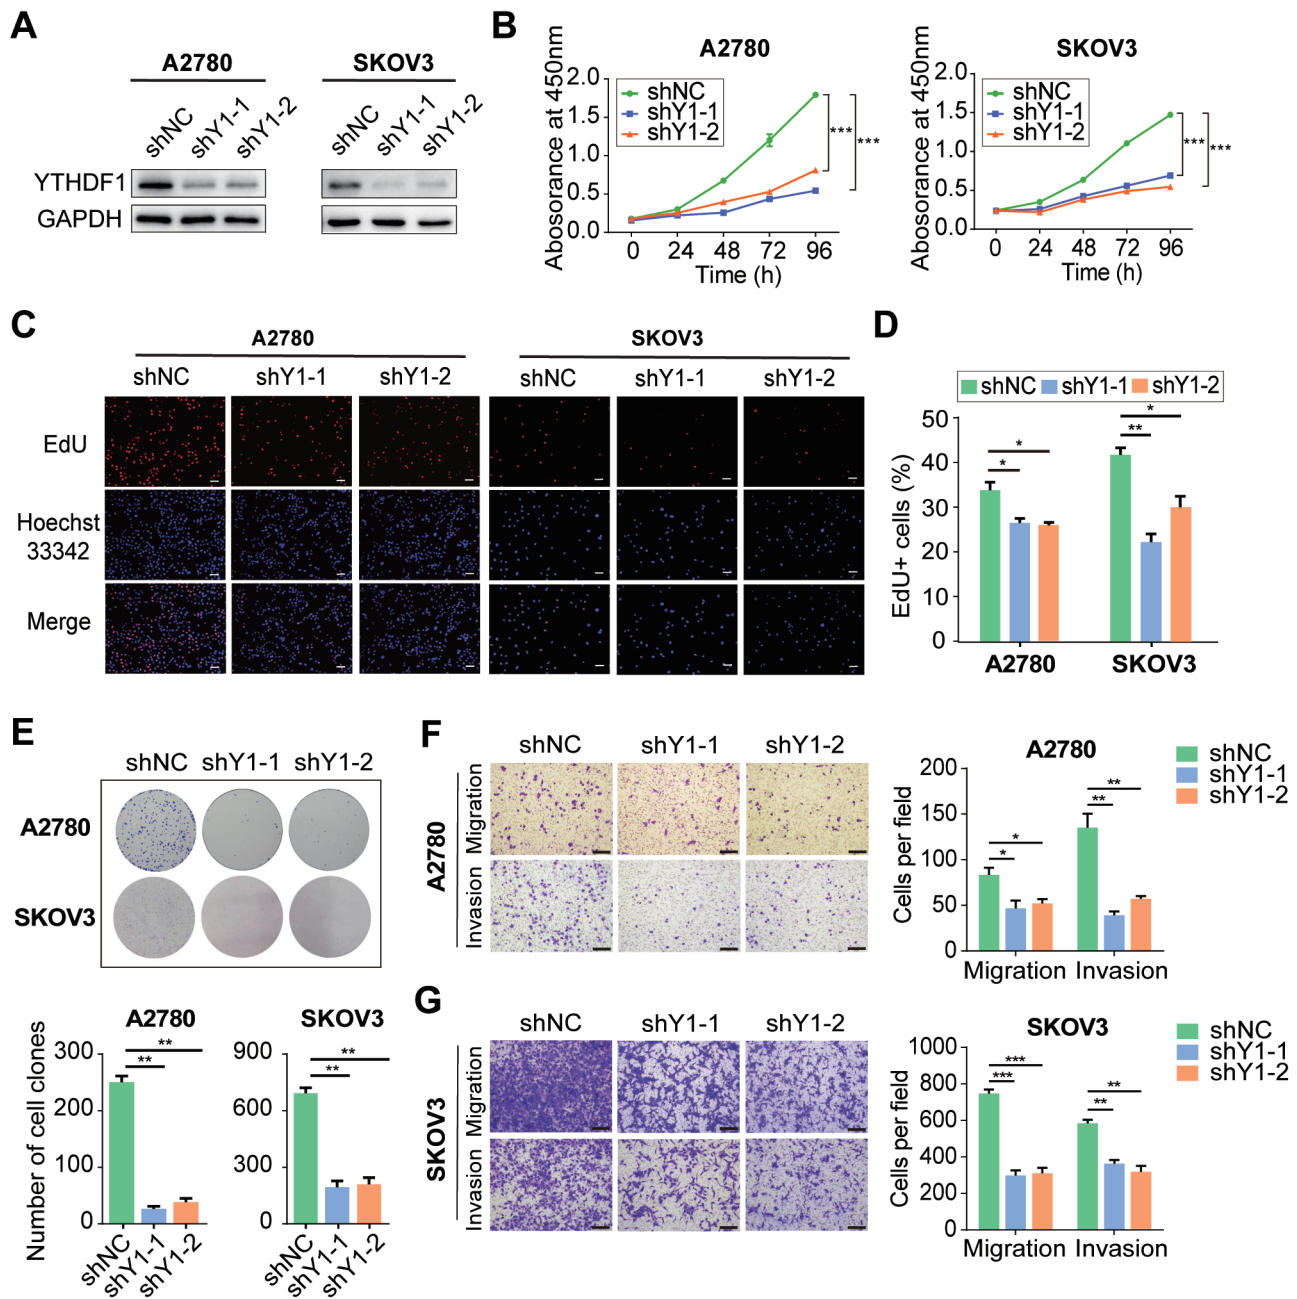 A
A2780
SKOV3
shNC
shY1-1
shY1-2
shNC
shY1-1
shY1-2
YTHDF1
GAPDH
B
A2780
Abosorance at 450nm
2.0
1.5
1.0
0.5
0.0
shNC
shY1-1
shY1-2
***
***
0 24 48 72 96
Time (h)
SKOV3
Abosorance at 450nm
2.0
1.5
1.0
0.5
0.0
shNC
shY1-1
shY1-2
***
***
0 24 48 72 96
Time (h)
C
A2780
SKOV3
shNC shY1-1 shY1-2 shNC shY1-1 shY1-2
EdU
Hoechst
33342
Merge
D
shNC shY1-1 shY1-2
EdU+ cells (%)
50
40
30
20
10
0
*
*
*
**
A2780 SKOV3
E
shNC shY1-1 shY1-2
A2780
SKOV3
Number of cell clones
A2780
300
200
100
0
**
**
shNC
shY1-1
shY1-2
SKOV3
900
600
300
0
**
**
shNC
shY1-1
shY1-2
F
shNC shY1-1 shY1-2
A2780
Migration
Invasion
A2780
Cells per field
200
150
100
50
0
*
*
**
**
Migration Invasion
shNC
shY1-1
shY1-2
G
shNC shY1-1 shY1-2
SKOV3
Migration
Invasion
SKOV3
Cells per field
1000
800
600
400
200
0
***
***
**
**
Migration Invasion
shNC
shY1-1
shY1-2